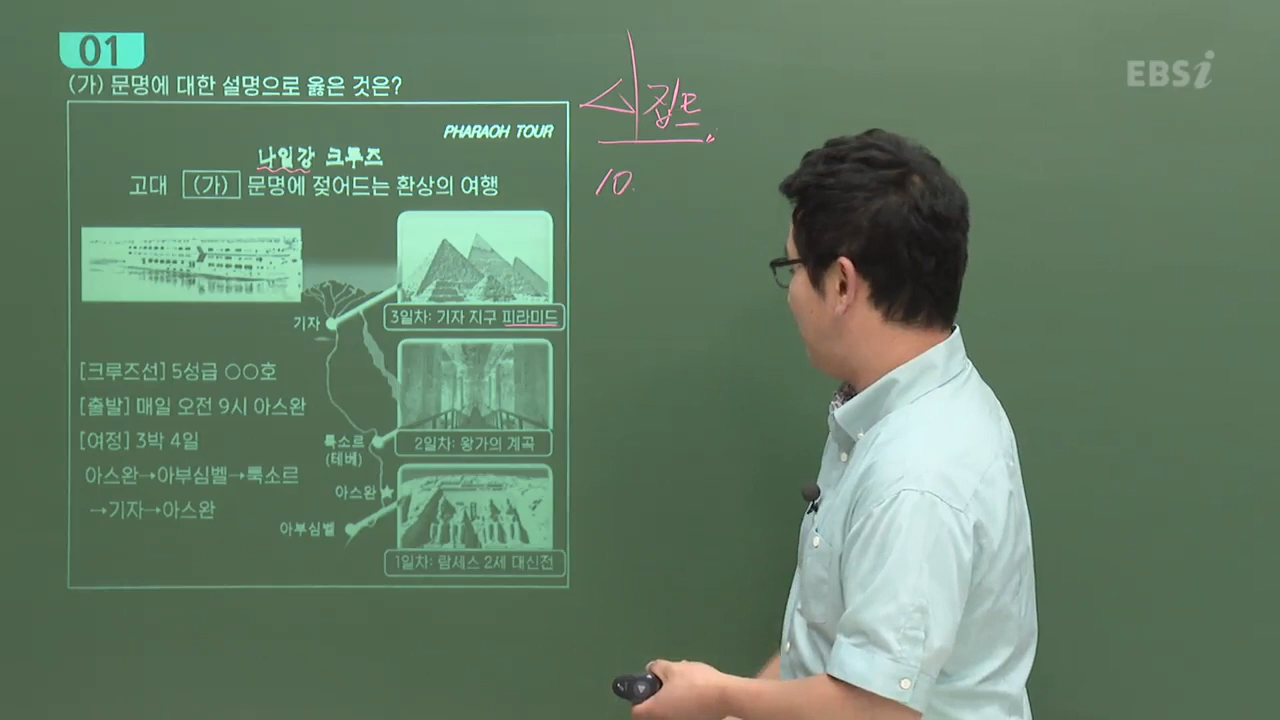 01
(가) 문명에 대한 설명으로 옳은 것은?
PHARAOH TOUR
나일강 크루즈
고대 (가) 문명에 젖어드는 환상의 여행
기자
3일차: 기자 지구 피라미드
[크루즈선] 5성급 ○○호
[출발] 매일 오전 9시 아스완
[여정] 3박 4일
아스완→아부심벨→룩소르
→기자→아스완
룩소르
(테베)
2일차: 왕가의 계곡
아스완
아부심벨
1일차: 람세스 2세 대신전
집트
10.
EBSi